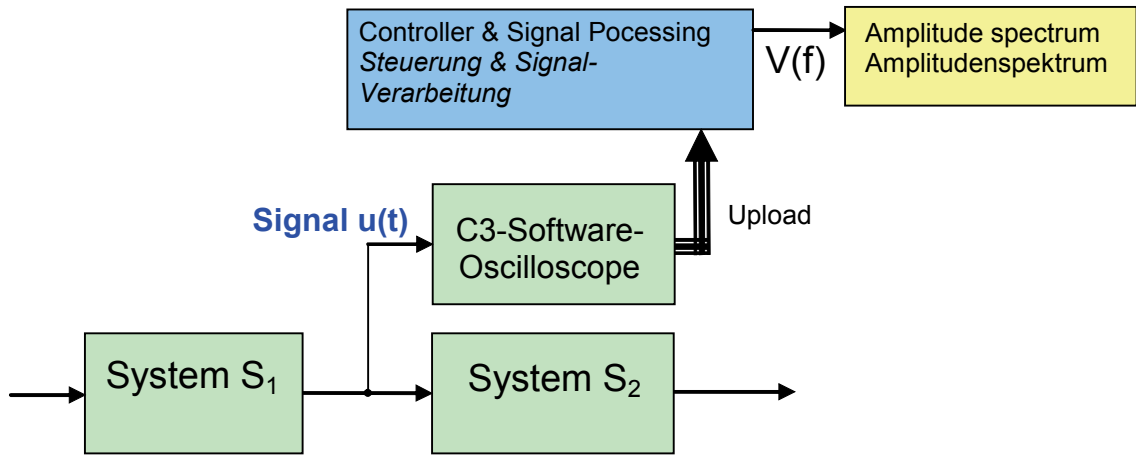 Controller & Signal Pocessing
Steuerung & Signal-
Verarbeitung
V(f)
Amplitude spectrum
Amplitudenspektrum
Signal u(t)
C3-Software-
Oscilloscope
Upload
System S₁
System S₂